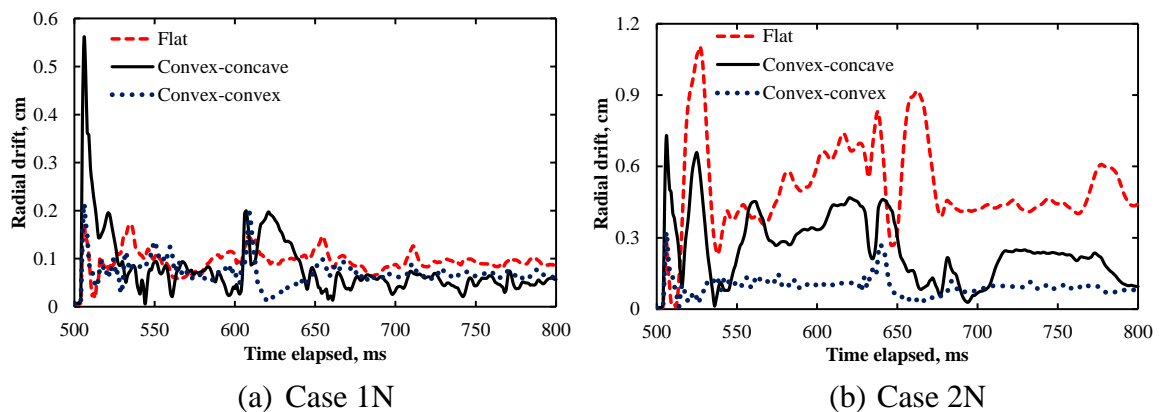 0.6
0.5
0.4
0.3
0.2
0.1
0
Radial drift, cm
Flat
Convex-concave
Convex-convex
500 550 600 650 700 750 800
Time elapsed, ms
(a) Case 1N
1.2
0.9
0.6
0.3
0
Radial drift, cm
Flat
Convex-concave
Convex-convex
500 550 600 650 700 750 800
Time elapsed, ms
(b) Case 2N